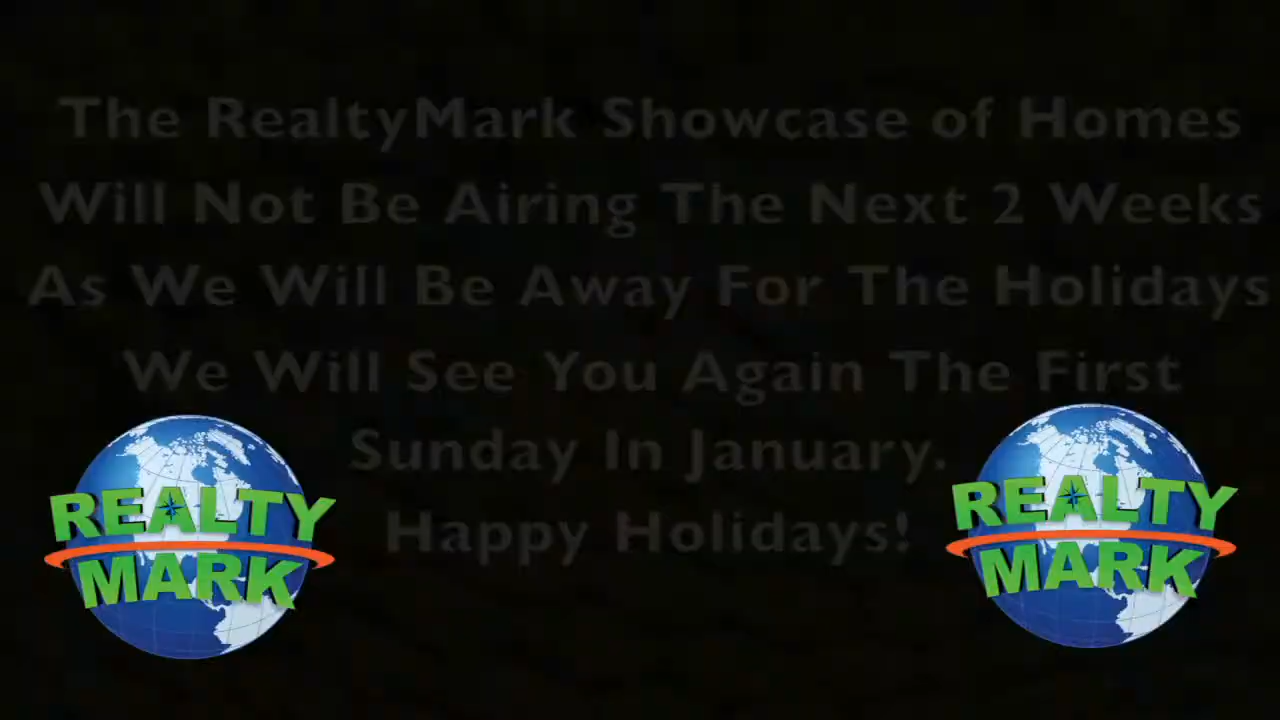 The RealtyMark Showcase of Homes
Will Not Be Airing The Next 2 Weeks
As We Will Be Away For The Holidays
We Will See You Again The First
Sunday In January.
Happy Holidays!
REALTY
MARK
REALTY
MARK